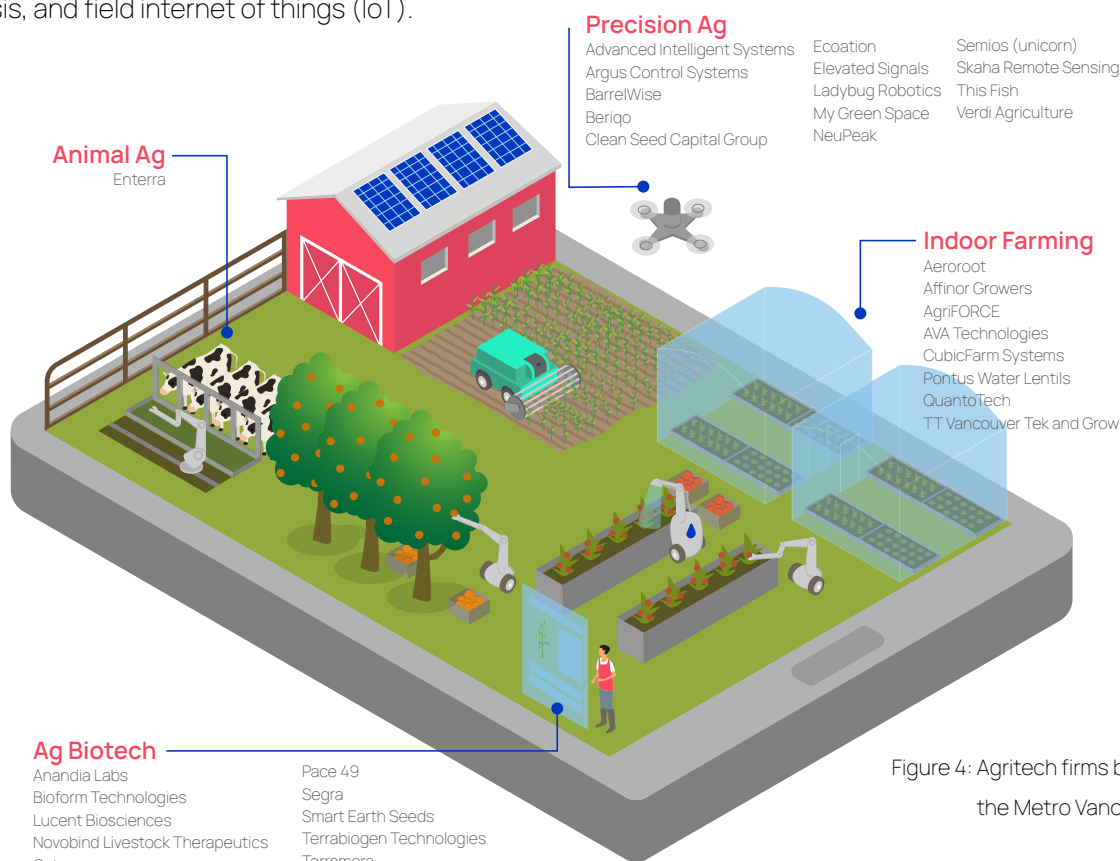 and field internet of things (IoT).
Precision Ag
Advanced Intelligent Systems
Argus Control Systems
BarrelWise
Beriqo
Clean Seed Capital Group
Ecoation
Elevated Signals
Ladybug Robotics
My Green Space
NeuPeak
Semios (unicorn)
Skaha Remote Sensing
This Fish
Verdi Agriculture
Animal Ag
Enterra
Indoor Farming
Aeroroot
Affinor Growers
AgriFORCE
AVA Technologies
CubicFarm Systems
Pontus Water Lentils
QuantoTech
TT Vancouver Tek and Grow
Ag Biotech
Anandia Labs
Bioform Technologies
Lucent Biosciences
Novobind Livestock Therapeutics
Pace 49
Segra
Smart Earth Seeds
Terrabiogen Technologies
Terramera
Figure 4: Agritech firms
the Metro